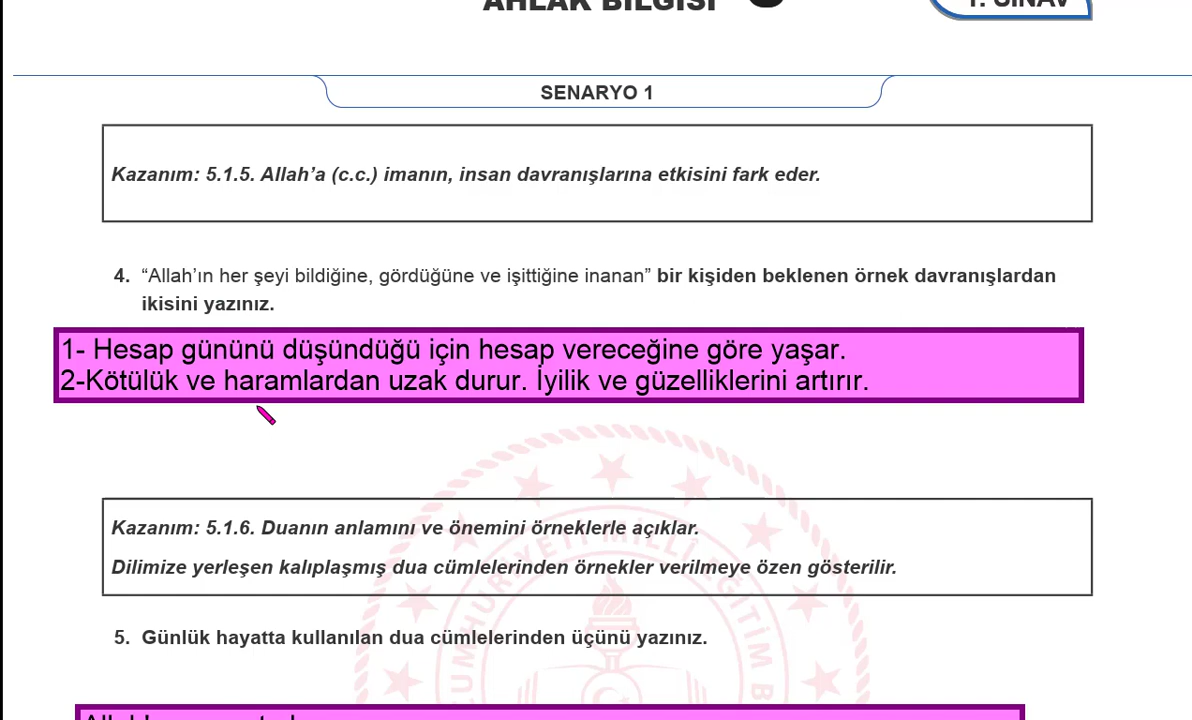 AHLAK BİLGİSİ
1. SINAV
SENARYO 1
Kazanım: 5.1.5. Allah’a (c.c.) imanın, insan davranışlarına etkisini fark eder.
4. “Allah’ın her şeyi bildiğine, gördüğüne ve işittiğine inanan” bir kişiden beklenen örnek davranışlardan
ikisini yazınız.
1- Hesap gününü düşündüğü için hesap vereceğine göre yaşar.
2-Kötülük ve haramlardan uzak durur. İyilik ve güzelliklerini artırır.
Kazanım: 5.1.6. Duanın anlamını ve önemini örneklerle açıklar.
Dilimize yerleşen kalıplaşmış dua cümlelerinden örnekler verilmeye özen gösterilir.
5. Günlük hayatta kullanılan dua cümlelerinden üçünü yazınız.